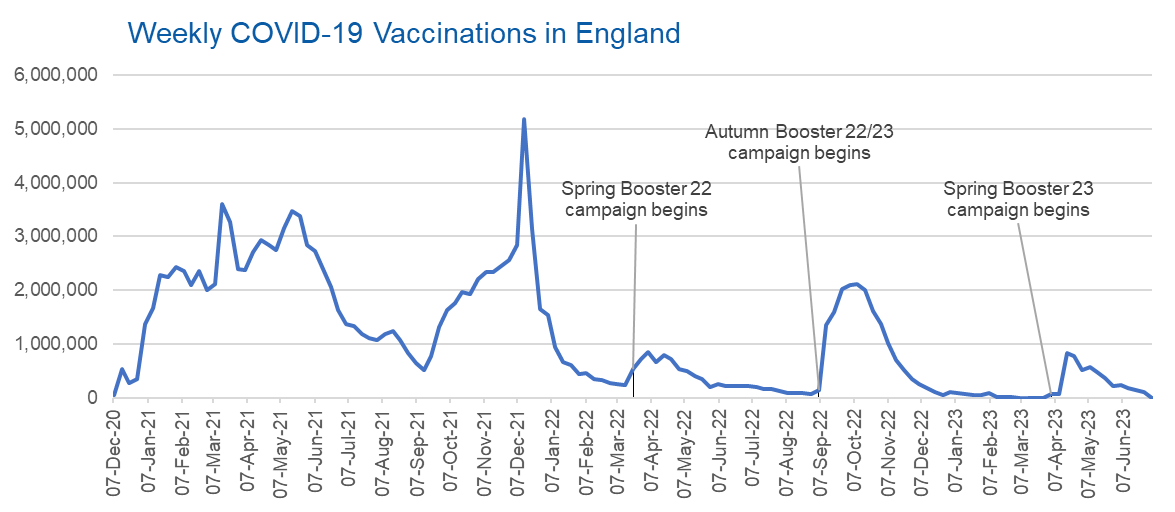 Weekly COVID-19 Vaccinations in England
6,000,000
5,000,000
4,000,000
3,000,000
2,000,000
1,000,000
0
Autumn Booster 22/23
campaign begins
Spring Booster 22
campaign begins
Spring Booster 23
campaign begins
07-Dec-20
07-Jan-21
07-Feb-21
07-Mar-21
07-Apr-21
07-May-21
07-Jun-21
07-Jul-21
07-Aug-21
07-Sep-21
07-Oct-21
07-Nov-21
07-Dec-21
07-Jan-22
07-Feb-22
07-Mar-22
07-Apr-22
07-May-22
07-Jun-22
07-Jul-22
07-Aug-22
07-Sep-22
07-Oct-22
07-Nov-22
07-Dec-22
07-Jan-23
07-Feb-23
07-Mar-23
07-Apr-23
07-May-23
07-Jun-23